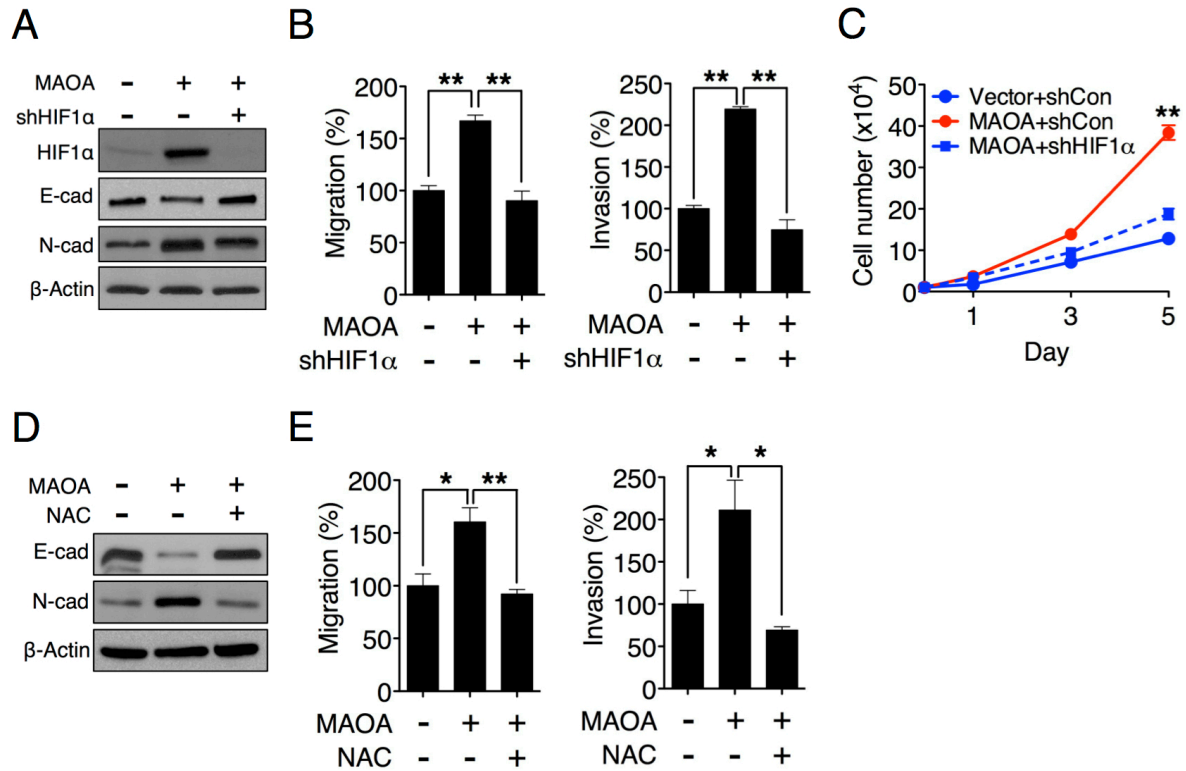 A
MAOA - + +
shHIF1α - - +
HIF1α
E-cad
N-cad
β-Actin
B
Migration (%)
200
150
100
50
0
** **
MAOA - + +
shHIF1α - - +
Invasion (%)
250
200
150
100
50
0
** **
MAOA - + +
shHIF1α - - +
C
Cell number (x10⁴)
50
40
30
20
10
0
Vector+shCon
MAOA+shCon
MAOA+shHIF1α
**
1 3 5
Day
D
MAOA - + +
NAC - - +
E-cad
N-cad
β-Actin
E
Migration (%)
200
150
100
50
0
* **
MAOA - + +
NAC - - +
Invasion (%)
250
200
150
100
50
0
* *
MAOA - + +
NAC - - +